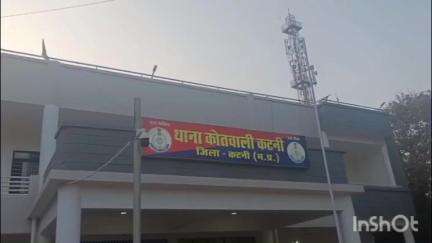 थाना कोतवाली कटनी
जिला - कटनी (म.प्र.)
InShOt